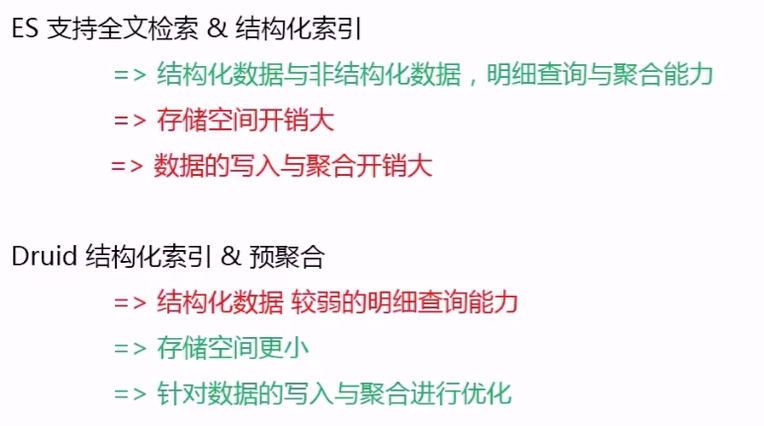 ES 支持全文检索 & 结构化索引
=> 结构化数据与非结构化数据，明细查询与聚合能力
=> 存储空间开销大
=> 数据的写入与聚合开销大
Druid 结构化索引 & 预聚合
=> 结构化数据 较弱的明细查询能力
=> 存储空间更小
=> 针对数据的写入与聚合进行优化